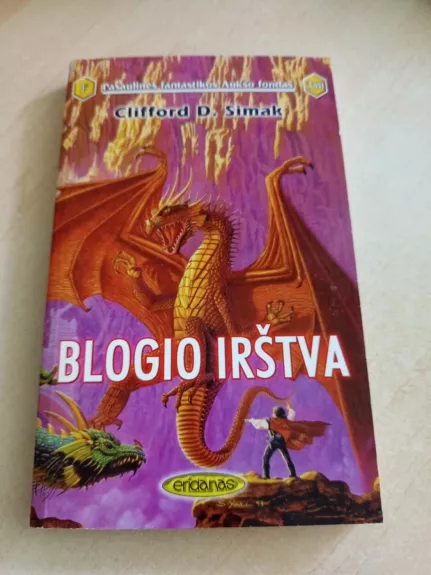 Pasaulinės fantastikos Aukso fondas
Clifford D. Simak
BLOGIO IRŠTVA
eridanas